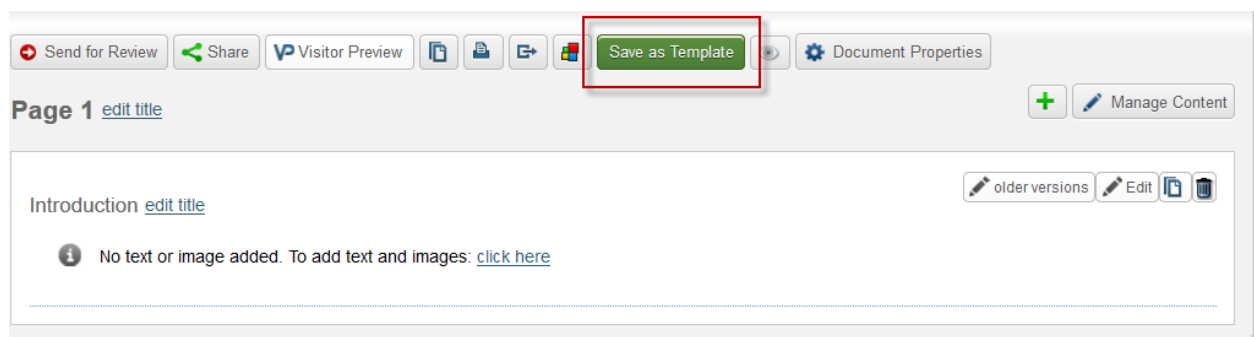 Send for Review Share VP Visitor Preview Save as Template Document Properties
Page 1 edit title Manage Content
older versions Edit
Introduction edit title
No text or image added. To add text and images: click here